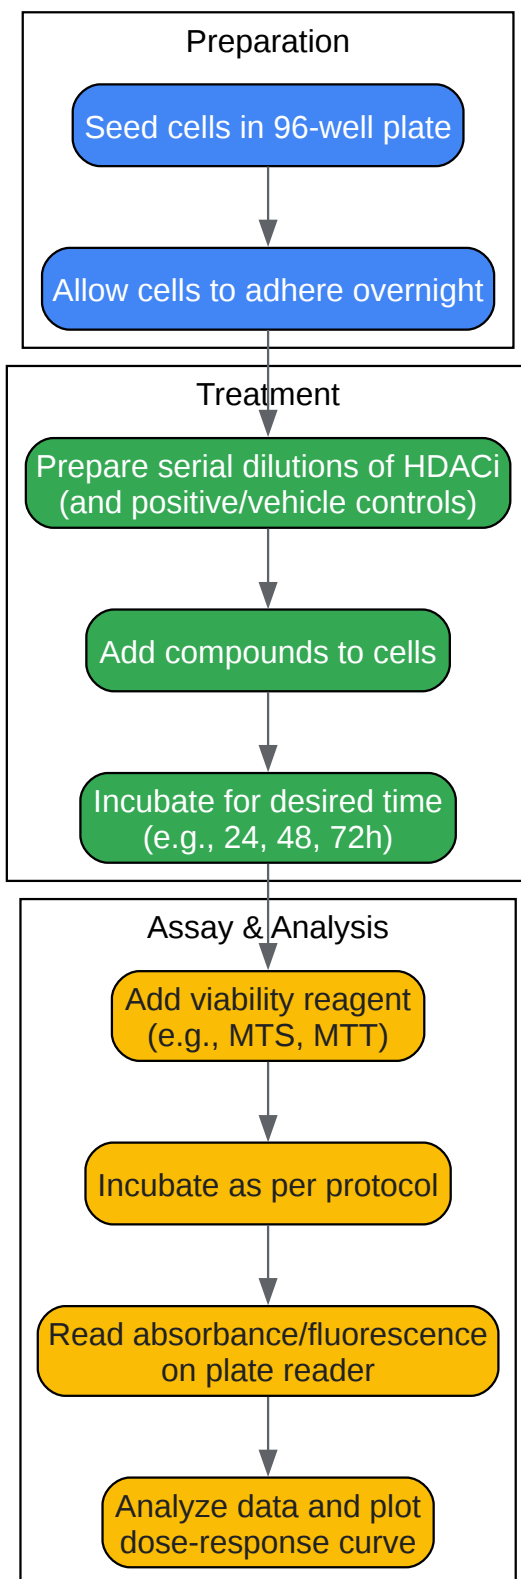 Preparation
Seed cells in 96-well plate
Allow cells to adhere overnight
Treatment
Prepare serial dilutions of HDACi
(and positive/vehicle controls)
Add compounds to cells
Incubate for desired time
(e.g., 24, 48, 72h)
Assay & Analysis
Add viability reagent
(e.g., MTS, MTT)
Incubate as per protocol
Read absorbance/fluorescence
on plate reader
Analyze data and plot
dose-response curve